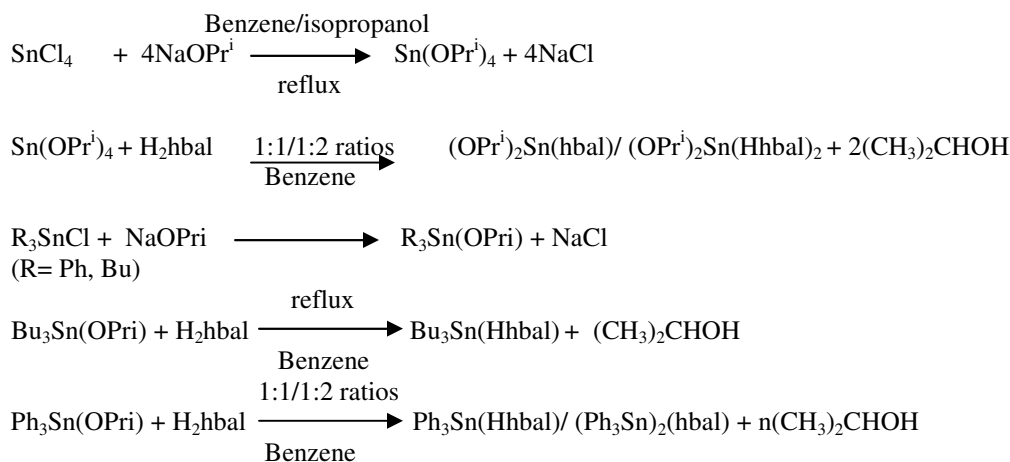 Benzene/isopropanol
SnCl₄ + 4NaOPrⁱ Sn(OPrⁱ)₄ + 4NaCl
reflux
Sn(OPrⁱ)₄ + H₂hbal 1:1/1:2 ratios (OPrⁱ)₂Sn(hbal)/ (OPrⁱ)₂Sn(Hhbal)₂ + 2(CH₃)₂CHOH
Benzene
R₃SnCl + NaOPri R₃Sn(OPri) + NaCl
(R= Ph, Bu)
reflux
Bu₃Sn(OPri) + H₂hbal Bu₃Sn(Hhbal) + (CH₃)₂CHOH
Benzene
1:1/1:2 ratios
Ph₃Sn(OPri) + H₂hbal Ph₃Sn(Hhbal)/ (Ph₃Sn)₂(hbal) + n(CH₃)₂CHOH
Benzene